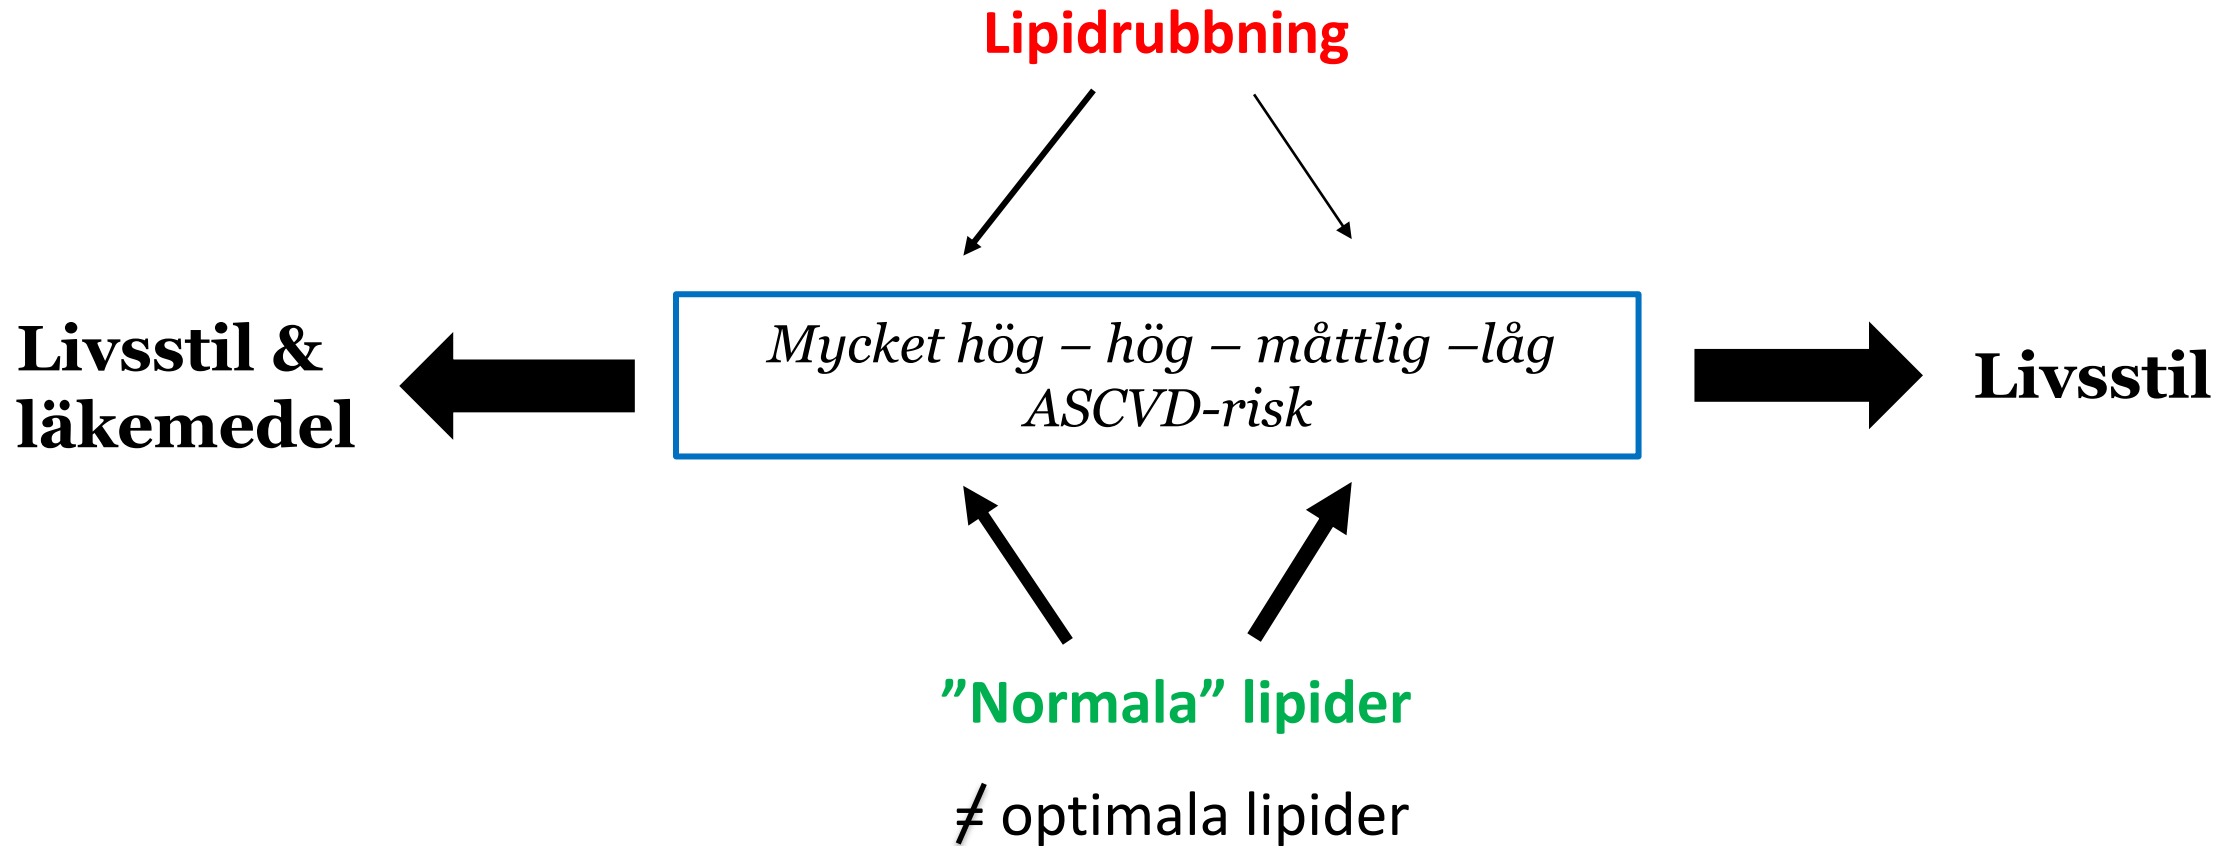 Lipidrubbning
Livsstil &
läkemedel
Mycket hög – hög – måttlig –låg
ASCVD-risk
Livsstil
”Normala” lipider
≠ optimala lipider